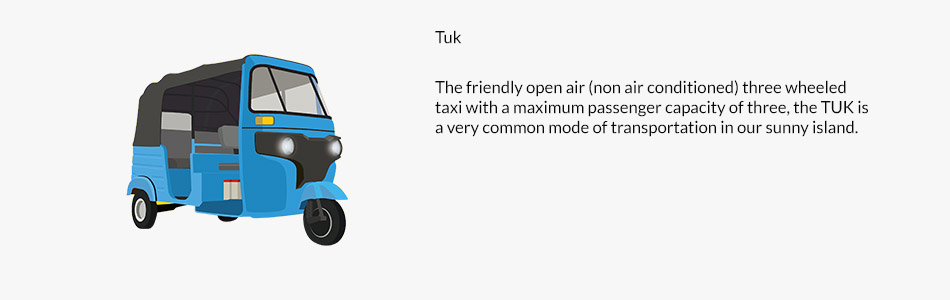 Tuk
The friendly open air (non air conditioned) three wheeled
taxi with a maximum passenger capacity of three, the TUK is
a very common mode of transportation in our sunny island.